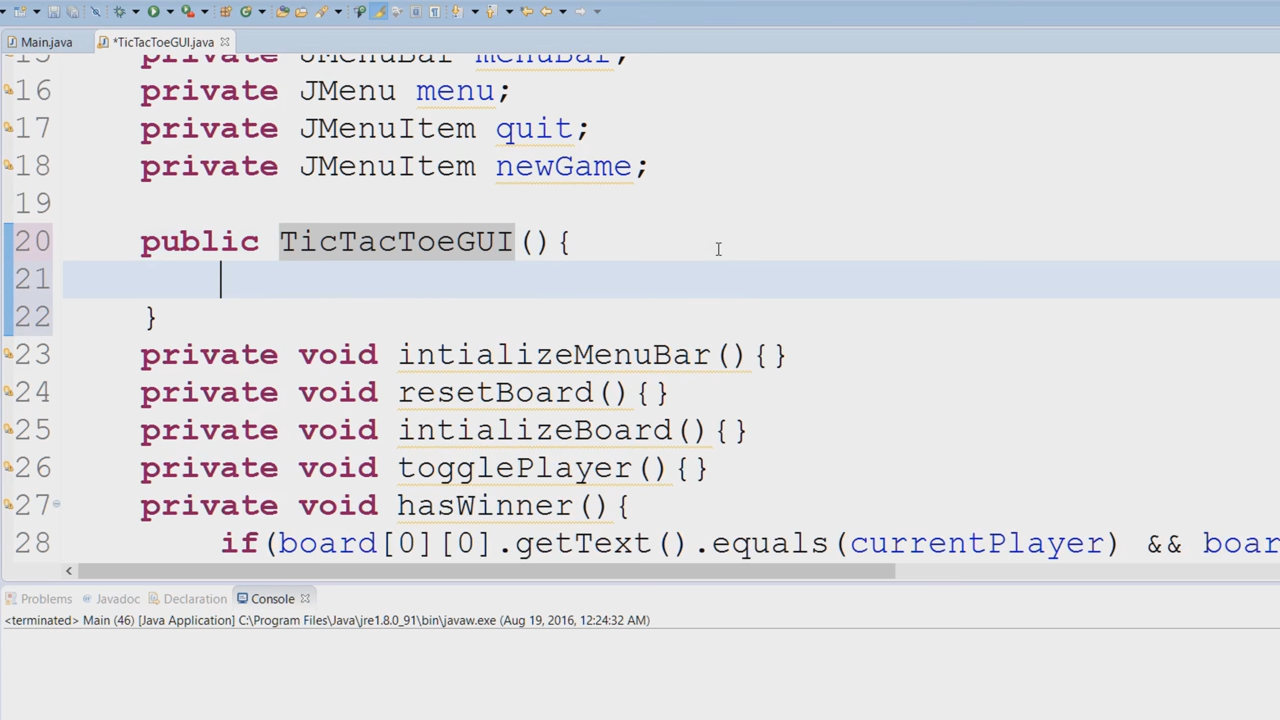 Main.java
*TicTacToeGUI.java
15 private JMenuBar menuBar;
16 private JMenu menu;
17 private JMenuItem quit;
18 private JMenuItem newGame;
19
20 public TicTacToeGUI(){
21
22 }
23 private void intializeMenuBar(){}
24 private void resetBoard(){}
25 private void intializeBoard(){}
26 private void togglePlayer(){}
27 private void hasWinner(){
28 if(board[0][0].getText().equals(currentPlayer) && boar
Problems Javadoc Declaration Console
<terminated> Main (46) [Java Application] C:\Program Files\Java\jre1.8.0_91\bin\javaw.exe (Aug 19, 2016, 12:24:32 AM)